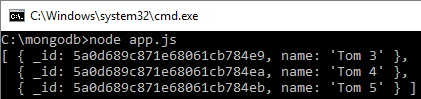 C:\Windows\system32\cmd.exe
C:\mongodb>node app.js
[ { _id: 5a0d689c871e68061cb784e9, name: 'Tom 3' },
  { _id: 5a0d689c871e68061cb784ea, name: 'Tom 4' },
  { _id: 5a0d689c871e68061cb784eb, name: 'Tom 5' } ]